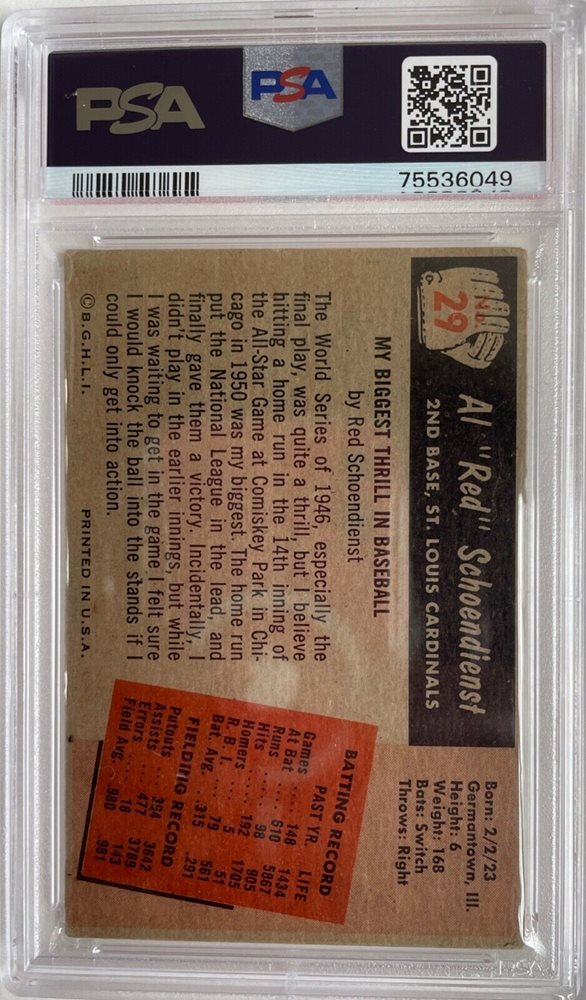 PSA
PSA
75536049
NO.
29
Al "Red" Schoendienst
2ND BASE, ST. LOUIS CARDINALS
Born: 2/2/23
Germantown, Ill.
Height: 6
Weight: 168
Bats: Switch
Throws: Right
MY BIGGEST THRILL IN BASEBALL
by Red Schoendienst
The World Series of 1946, especially the
final play, was quite a thrill, but I believe
hitting a home run in the 14th inning of
the All-Star Game at Comiskey Park in Chi-
cago in 1950 was my biggest. The home run
put the National League in the lead, and
finally gave them a victory. Incidentally, I
didn't play in the earlier innings, but while
I was waiting to get in the game I felt sure
I would knock the ball into the stands if I
could only get into action.
©B.G.H.L.I.
PRINTED IN U.S.A.
BATTING RECORD
PAST YR. LIFE
Games ..... 148 1434
At Bat ..... 610 5867
Runs ..... 98 905
Hits ..... 192 1705
Homers ..... 5 51
R. B. I. ..... 79 561
Bat. Avg. .... .315 .291
FIELDING RECORD
Putouts .... 394 3642
Assists .... 477 3789
Errors ..... 18 143
Field Avg. .. .980 .981